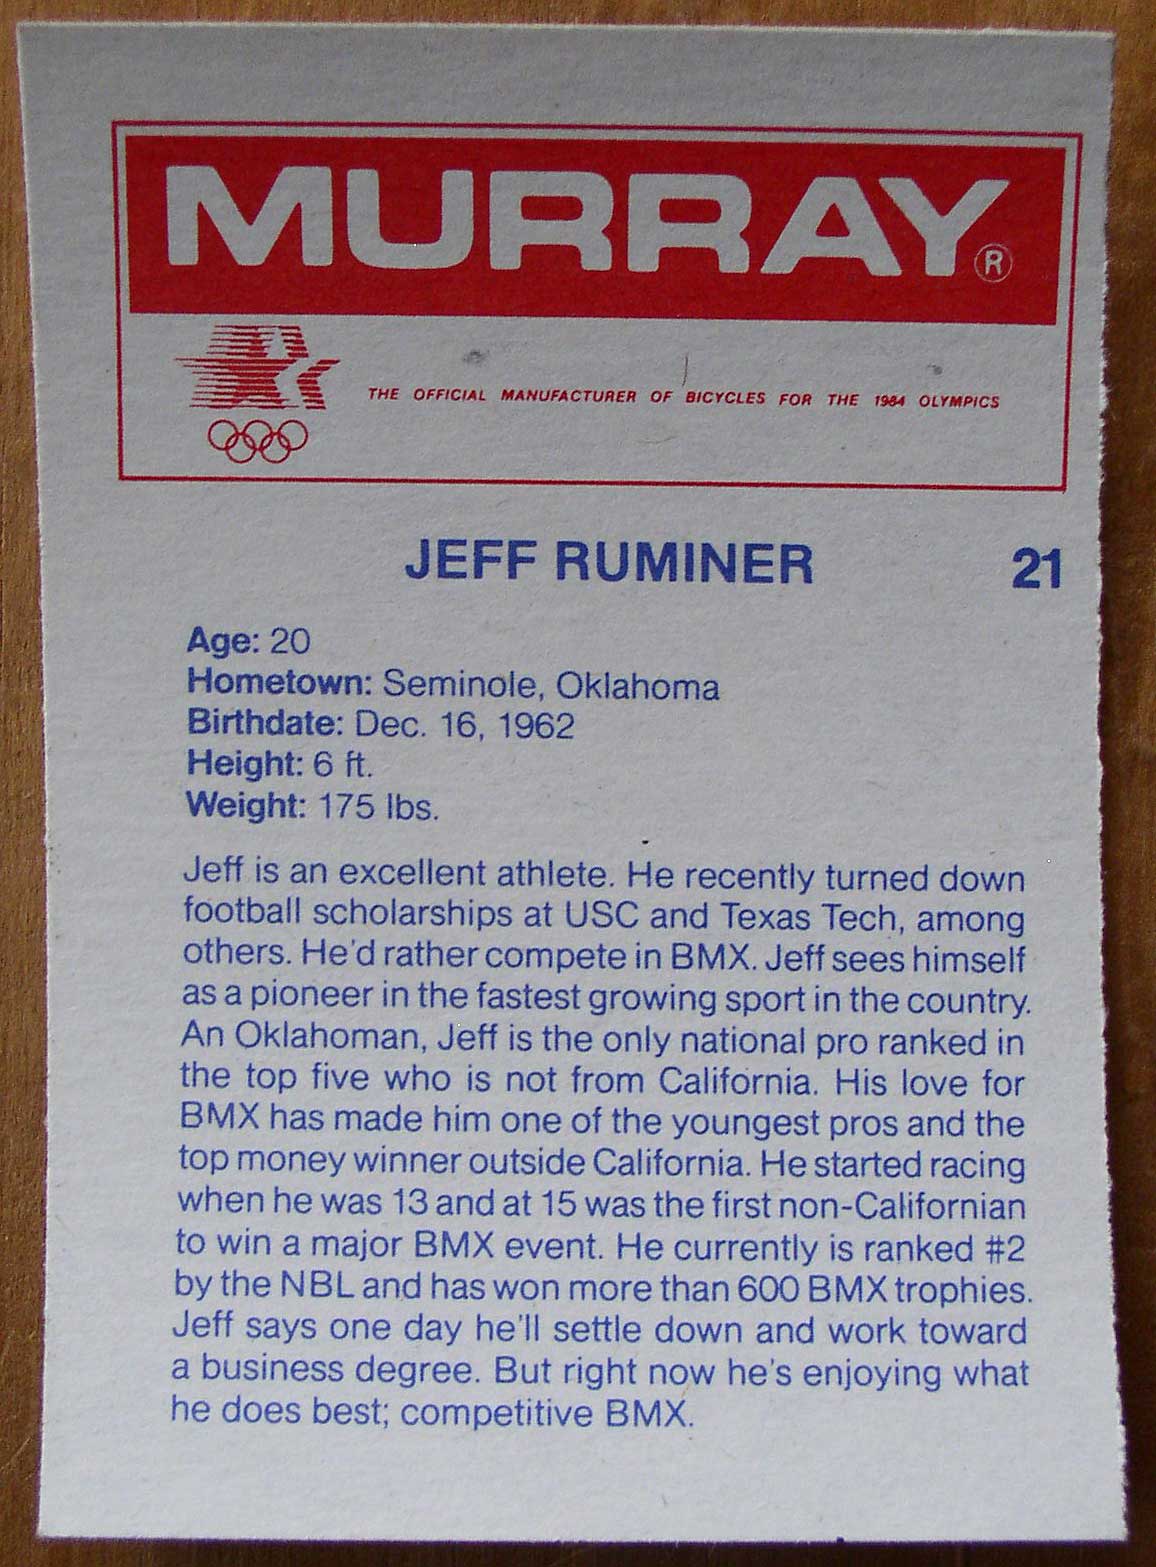 MURRAY®
THE OFFICIAL MANUFACTURER OF BICYCLES FOR THE 1984 OLYMPICS
JEFF RUMINER 21
Age: 20
Hometown: Seminole, Oklahoma
Birthdate: Dec. 16, 1962
Height: 6 ft.
Weight: 175 lbs.
Jeff is an excellent athlete. He recently turned down
football scholarships at USC and Texas Tech, among
others. He'd rather compete in BMX. Jeff sees himself
as a pioneer in the fastest growing sport in the country.
An Oklahoman, Jeff is the only national pro ranked in
the top five who is not from California. His love for
BMX has made him one of the youngest pros and the
top money winner outside California. He started racing
when he was 13 and at 15 was the first non-Californian
to win a major BMX event. He currently is ranked #2
by the NBL and has won more than 600 BMX trophies.
Jeff says one day he'll settle down and work toward
a business degree. But right now he's enjoying what
he does best; competitive BMX.